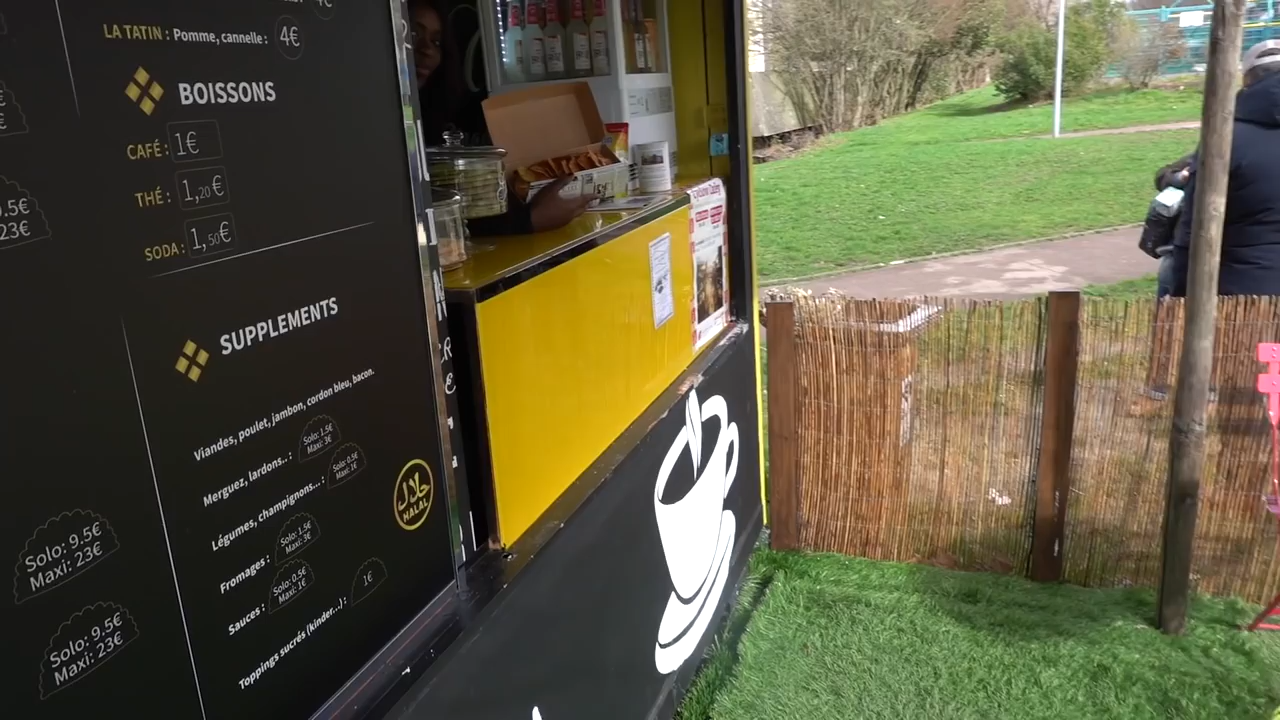 LA TATIN : Pomme, cannelle : 4€
BOISSONS
CAFÉ : 1€
THÉ : 1,20€
SODA : 1,50€
SUPPLEMENTS
Viandes, poulet, jambon, cordon bleu, bacon.
Merguez, lardons.. : Solo: 1.5€
Maxi: 3€
Légumes, champignons... : Solo: 0.5€
Maxi: 1€
Fromages : Solo: 1.5€
Maxi: 3€
Sauces : Solo: 0.5€
Maxi: 1€
Toppings sucrés (kinder...) : 1€
حلال
HALAL
23€
Solo: 9.5€
Maxi: 23€
Solo: 9.5€
Maxi: 23€